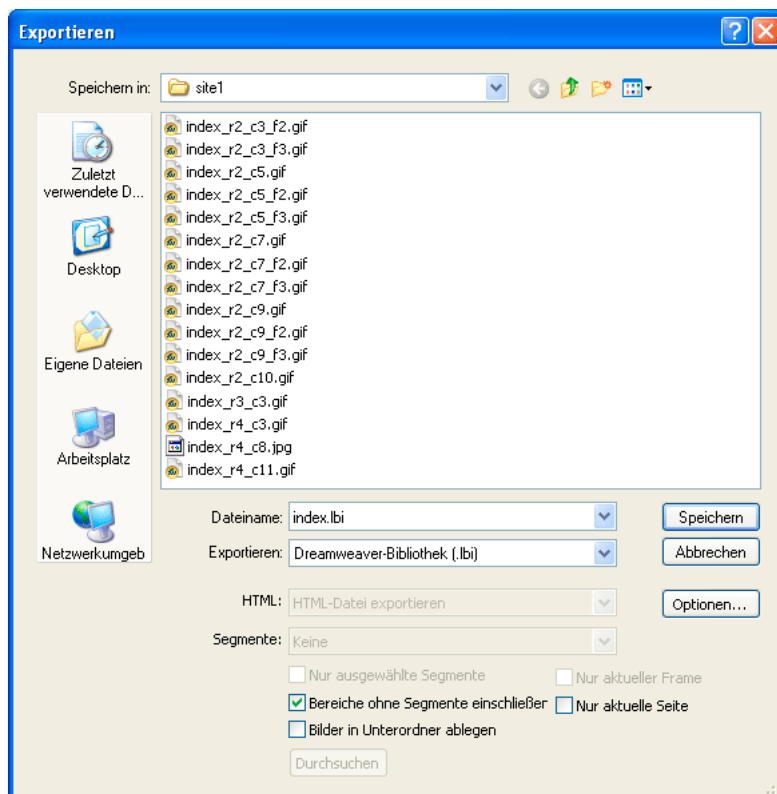 Exportieren
Speichern in:
site1
Zuletzt
verwendete D...
Desktop
Eigene Dateien
Arbeitsplatz
Netzwerkumgeb
index_r2_c3_f2.gif
index_r2_c3_f3.gif
index_r2_c5.gif
index_r2_c5_f2.gif
index_r2_c5_f3.gif
index_r2_c7.gif
index_r2_c7_f2.gif
index_r2_c7_f3.gif
index_r2_c9.gif
index_r2_c9_f2.gif
index_r2_c9_f3.gif
index_r2_c10.gif
index_r3_c3.gif
index_r4_c3.gif
index_r4_c8.jpg
index_r4_c11.gif
Dateiname: index.lbi Speichern
Exportieren: Dreamweaver-Bibliothek (.lbi) Abbrechen
HTML: HTML-Datei exportieren Optionen...
Segmente: Keine
Nur ausgewählte Segmente Nur aktueller Frame
Bereiche ohne Segmente einschließer Nur aktuelle Seite
Bilder in Unterordner ablegen
Durchsuchen